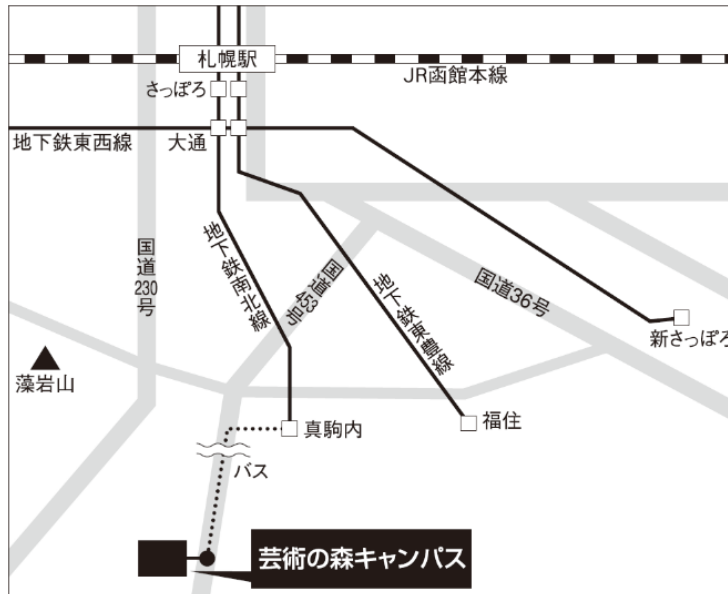 札幌駅
JR函館本線
さっぽろ
地下鉄東西線
大通
国道230号
地下鉄南北線
国道453号
地下鉄東豊線
国道36号
新さっぽろ
藻岩山
真駒内
福住
バス
芸術の森キャンパス